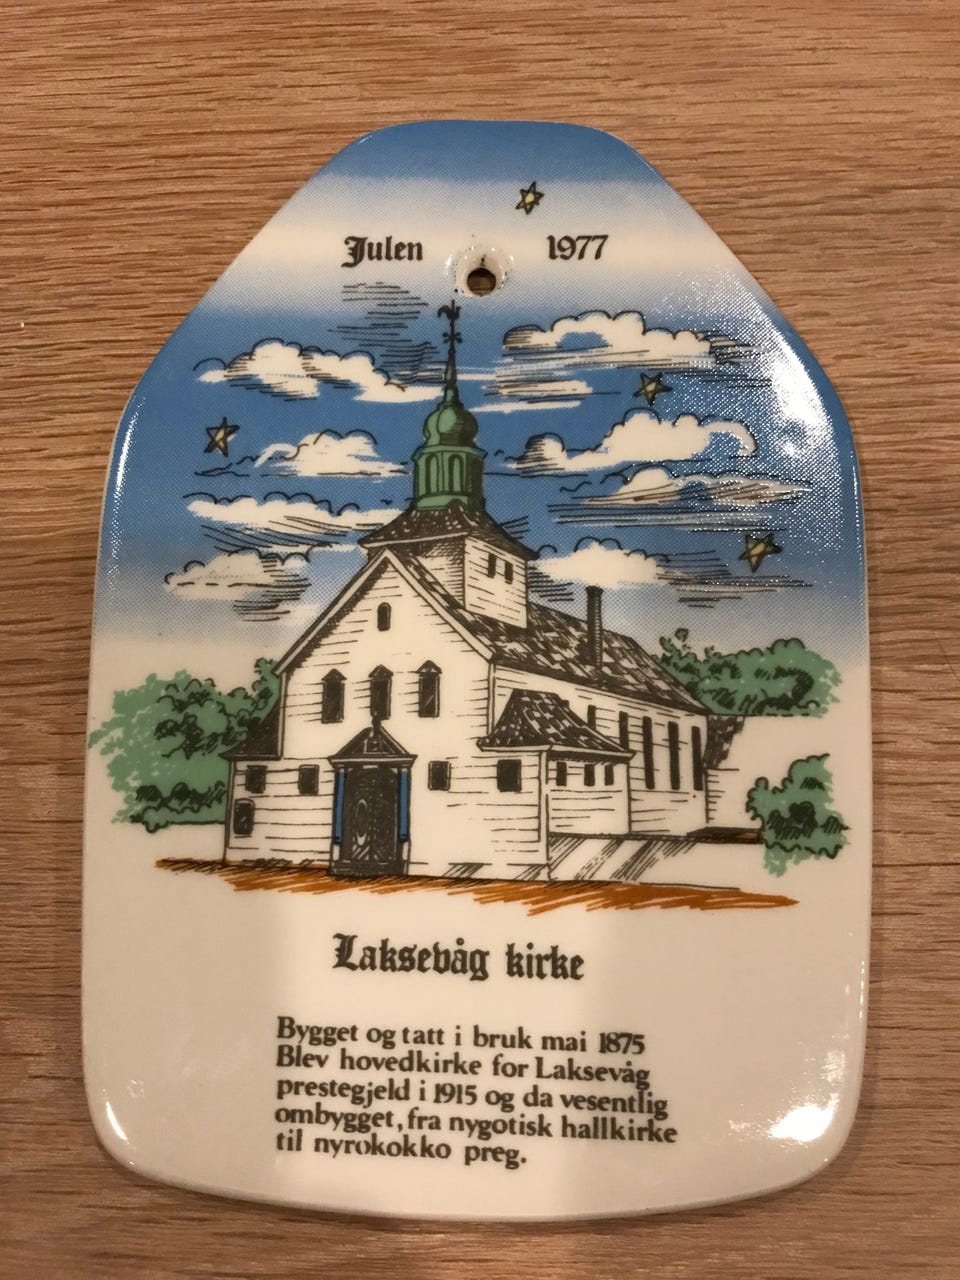 Julen 1977
Laksevåg kirke
Bygget og tatt i bruk mai 1875
Blev hovedkirke for Laksevåg
prestegjeld i 1915 og da vesentlig
ombygget, fra nygotisk hallkirke
til nyrokokko preg.